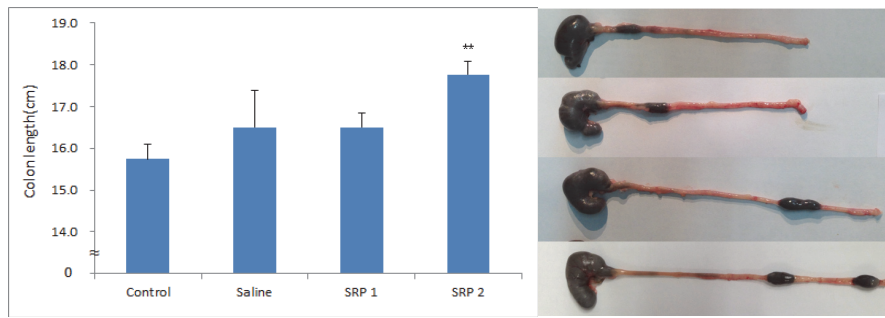 Colon length(cm)
19.0
18.0
17.0
16.0
15.0
14.0
≈
0
**
Control
Saline
SRP 1
SRP 2